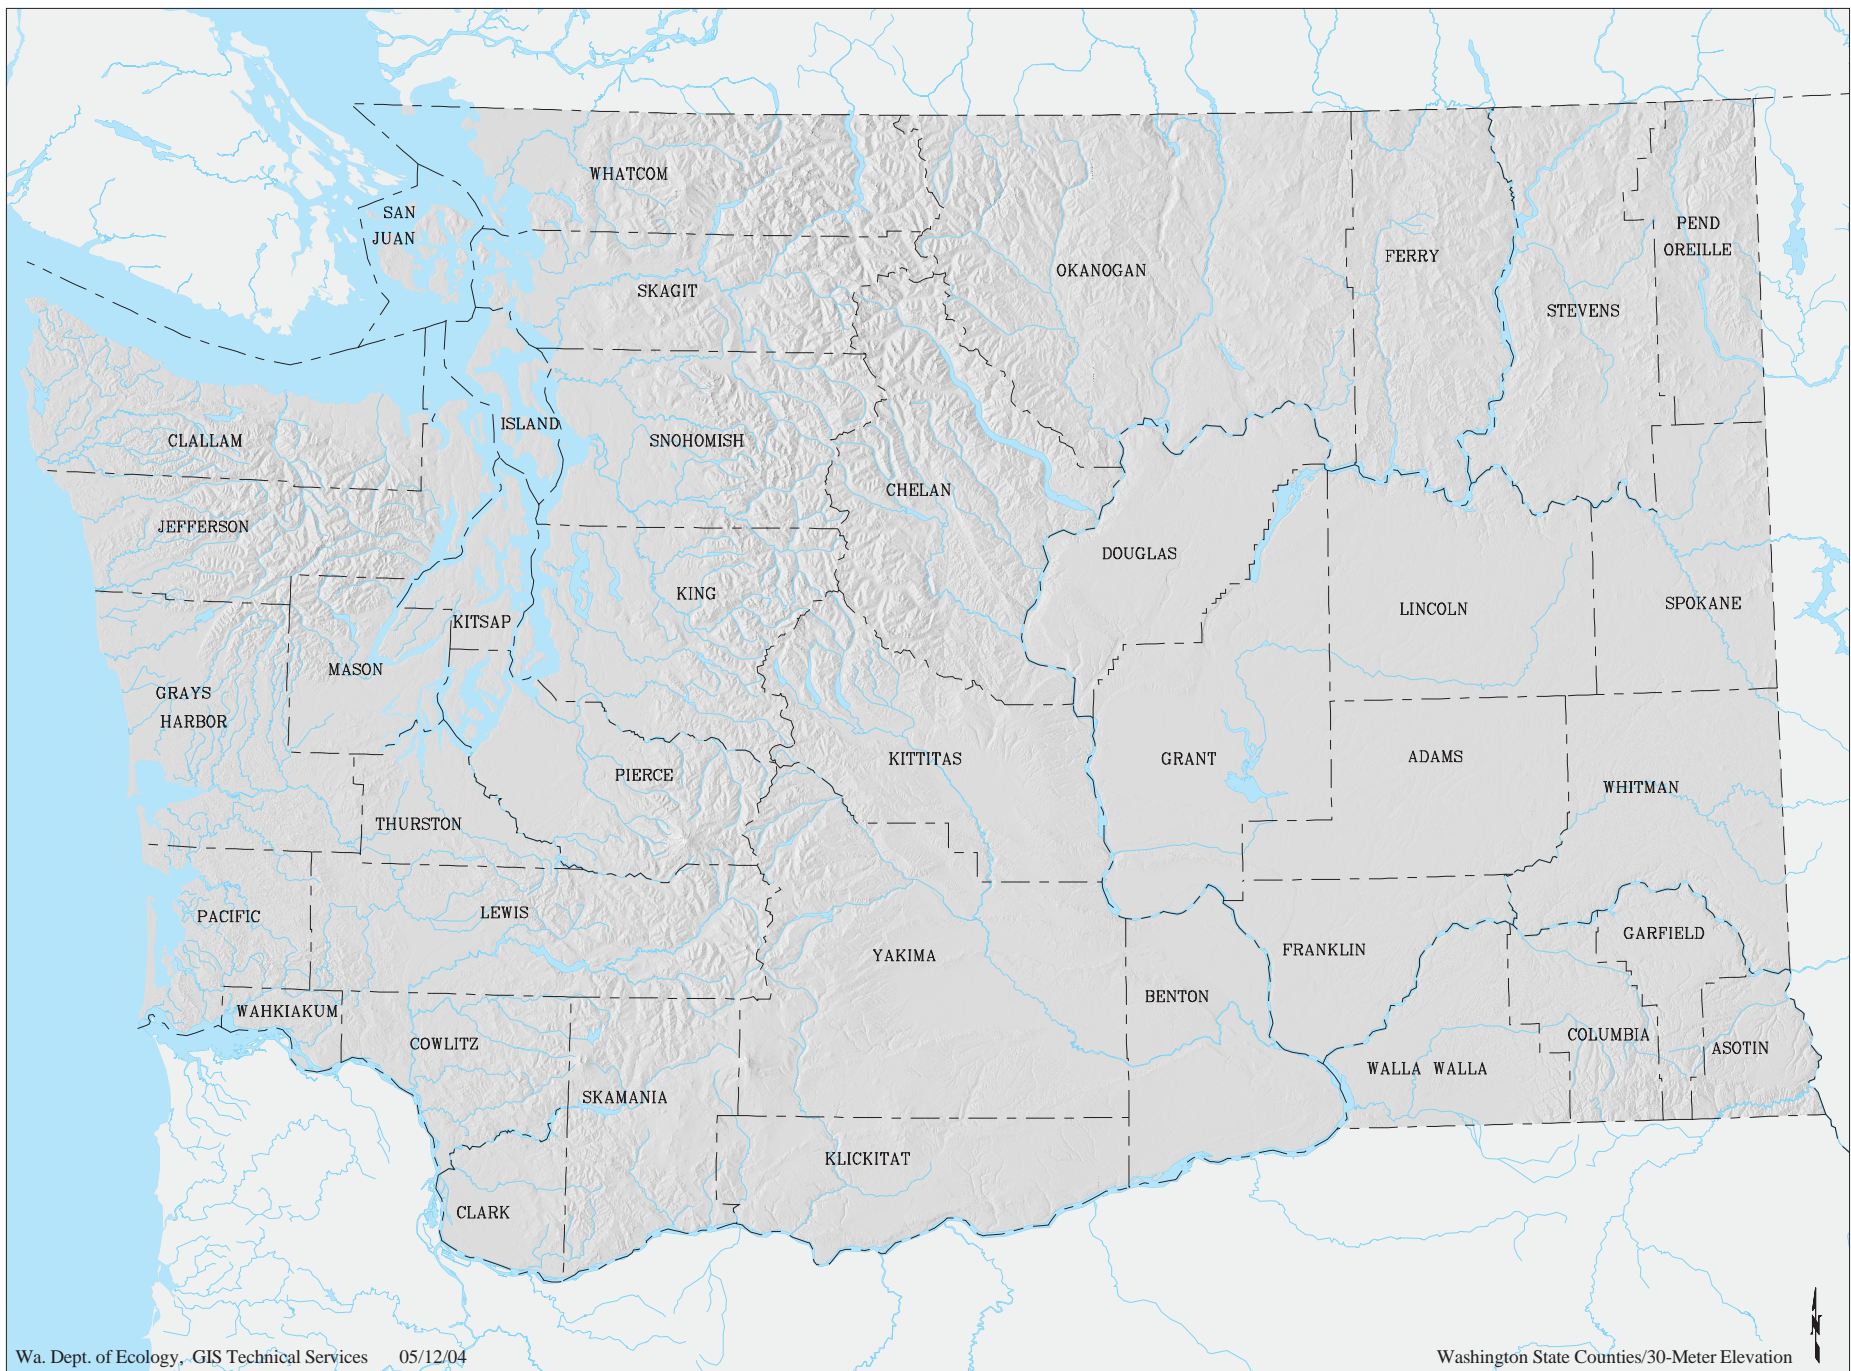 WHATCOM
SAN
JUAN
PEND
OREILLE
FERRY
OKANOGAN
SKAGIT
STEVENS
ISLAND
CLALLAM
SNOHOMISH
CHELAN
JEFFERSON
DOUGLAS
KING
SPOKANE
LINCOLN
KITSAP
MASON
GRAYS
HARBOR
KITTITAS
GRANT
ADAMS
PIERCE
WHITMAN
THURSTON
LEWIS
PACIFIC
GARFIELD
FRANKLIN
YAKIMA
BENTON
WAHKIAKUM
COLUMBIA
COWLITZ
ASOTIN
WALLA WALLA
SKAMANIA
KLICKITAT
CLARK
N
Wa. Dept. of Ecology, GIS Technical Services 05/12/04
Washington State Counties/30-Meter Elevation